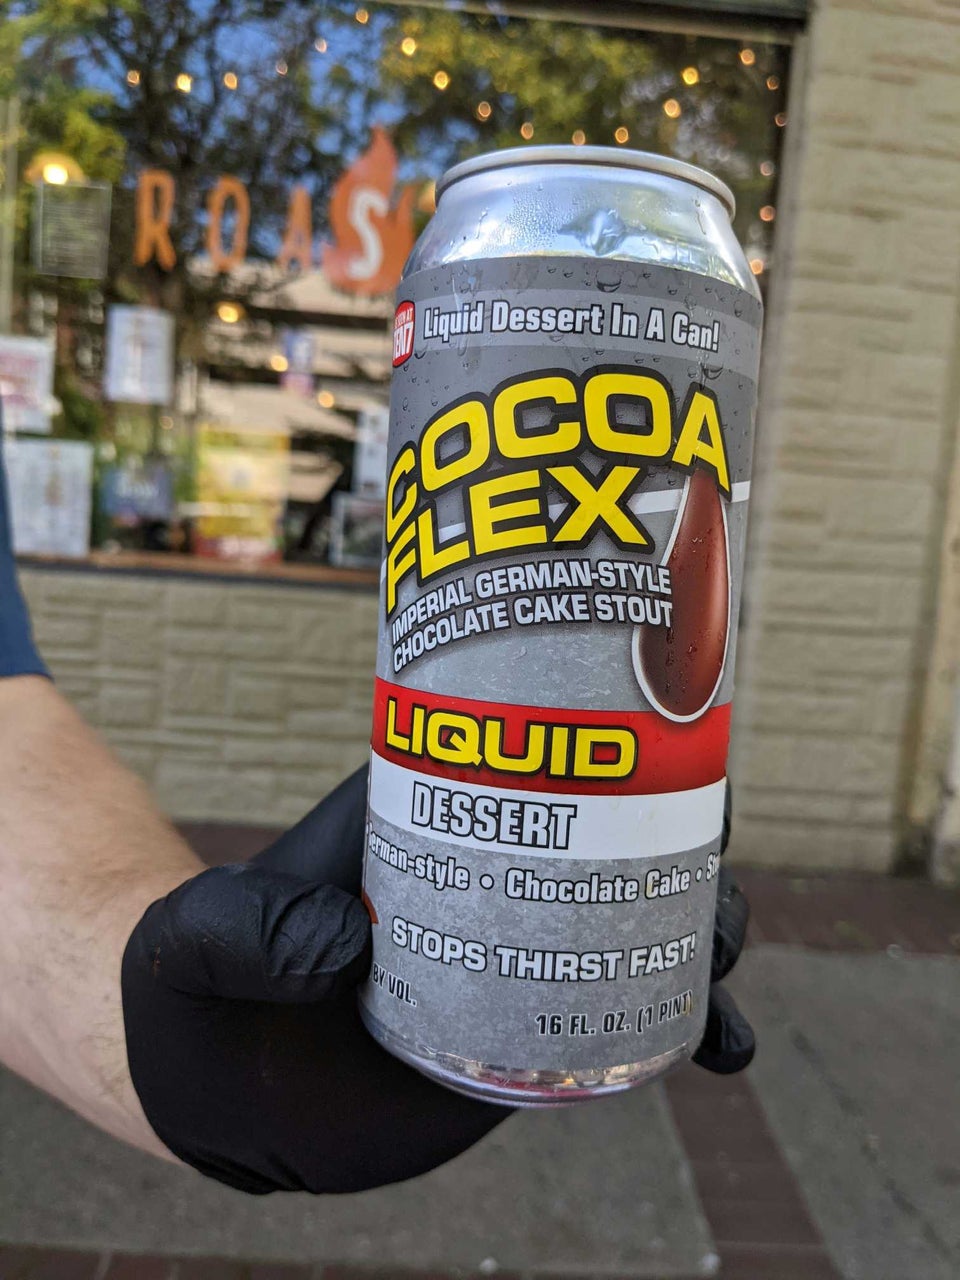 ROAS
Liquid Dessert In A Can!
COCOA
FLEX
IMPERIAL GERMAN-STYLE
CHOCOLATE CAKE STOUT
LIQUID
DESSERT
erman-style • Chocolate Cake •
STOPS THIRST FAST!
BY VOL.
16 FL. OZ. (1 PINT)